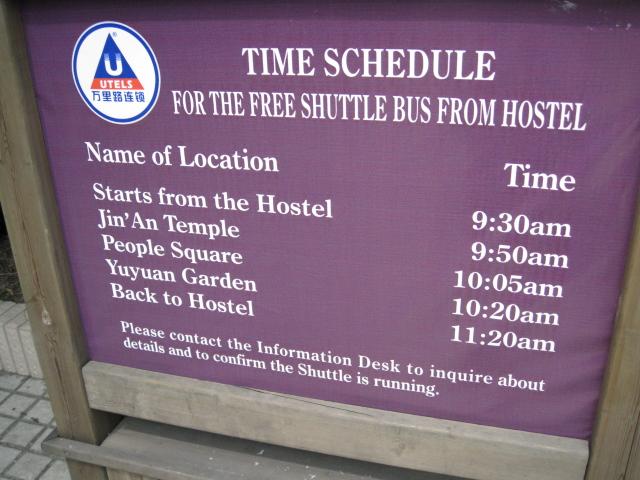 U
®
UTELS
万里路连锁
TIME SCHEDULE
FOR THE FREE SHUTTLE BUS FROM HOSTEL
Name of Location Time
Starts from the Hostel 9:30am
Jin'An Temple 9:50am
People Square 10:05am
Yuyuan Garden 10:20am
Back to Hostel 11:20am
Please contact the Information Desk to inquire about
details and to confirm the Shuttle is running.